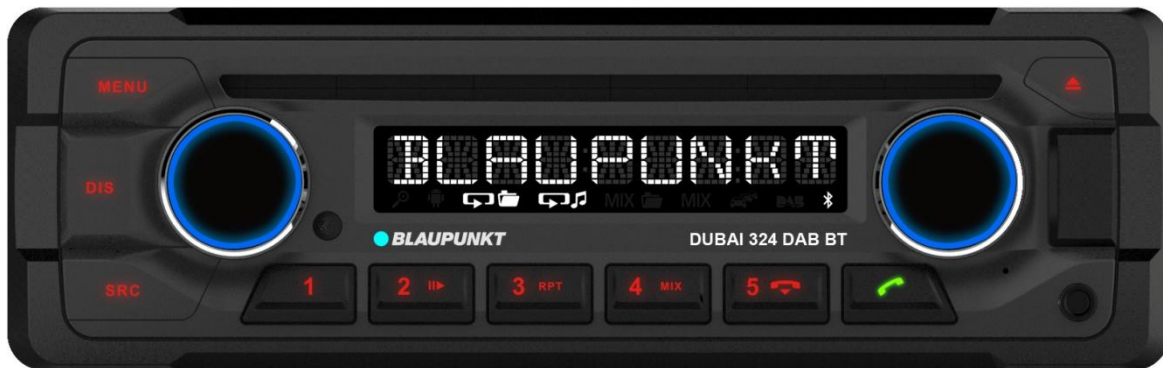 MENU
BLAUPUNKT
DIS
MIX MIX DAB
BLAUPUNKT DUBAI 324 DAB BT
SRC
1 2 3 RPT 4 MIX 5